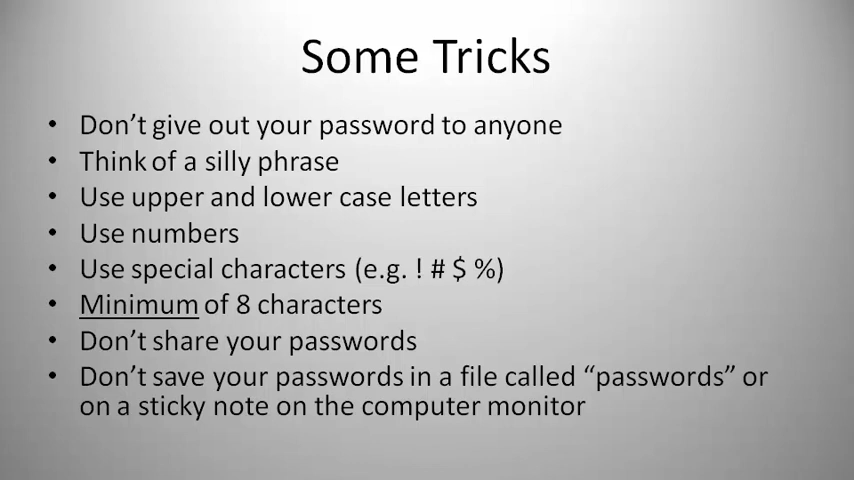 Some Tricks
• Don’t give out your password to anyone
• Think of a silly phrase
• Use upper and lower case letters
• Use numbers
• Use special characters (e.g. ! # $ %)
• Minimum of 8 characters
• Don’t share your passwords
• Don’t save your passwords in a file called “passwords” or
on a sticky note on the computer monitor